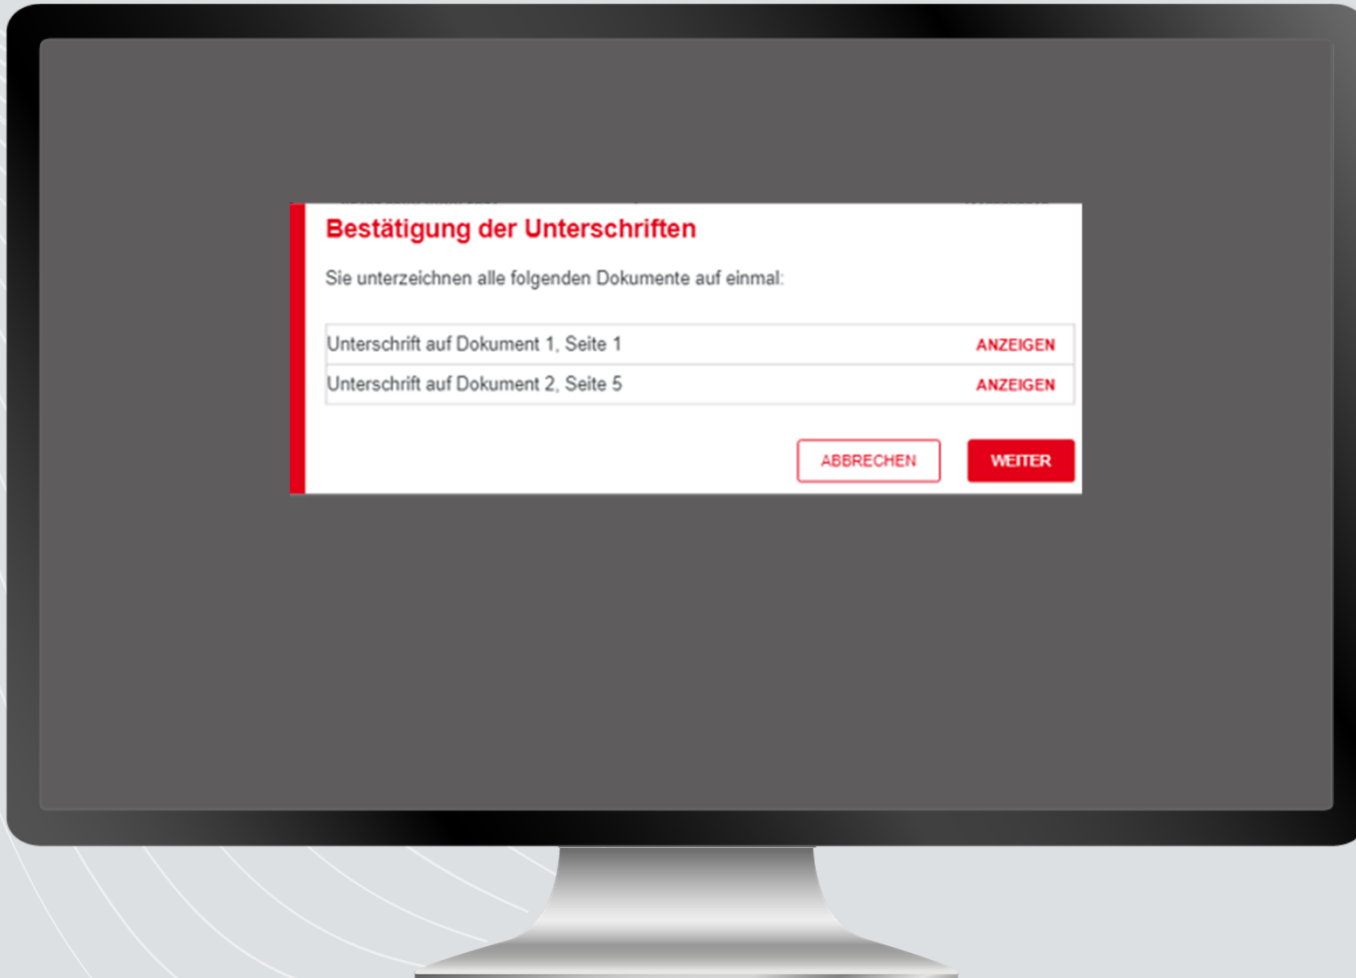 Bestätigung der Unterschriften
Sie unterzeichnen alle folgenden Dokumente auf einmal:
Unterschrift auf Dokument 1, Seite 1 ANZEIGEN
Unterschrift auf Dokument 2, Seite 5 ANZEIGEN
ABBRECHEN WEITER